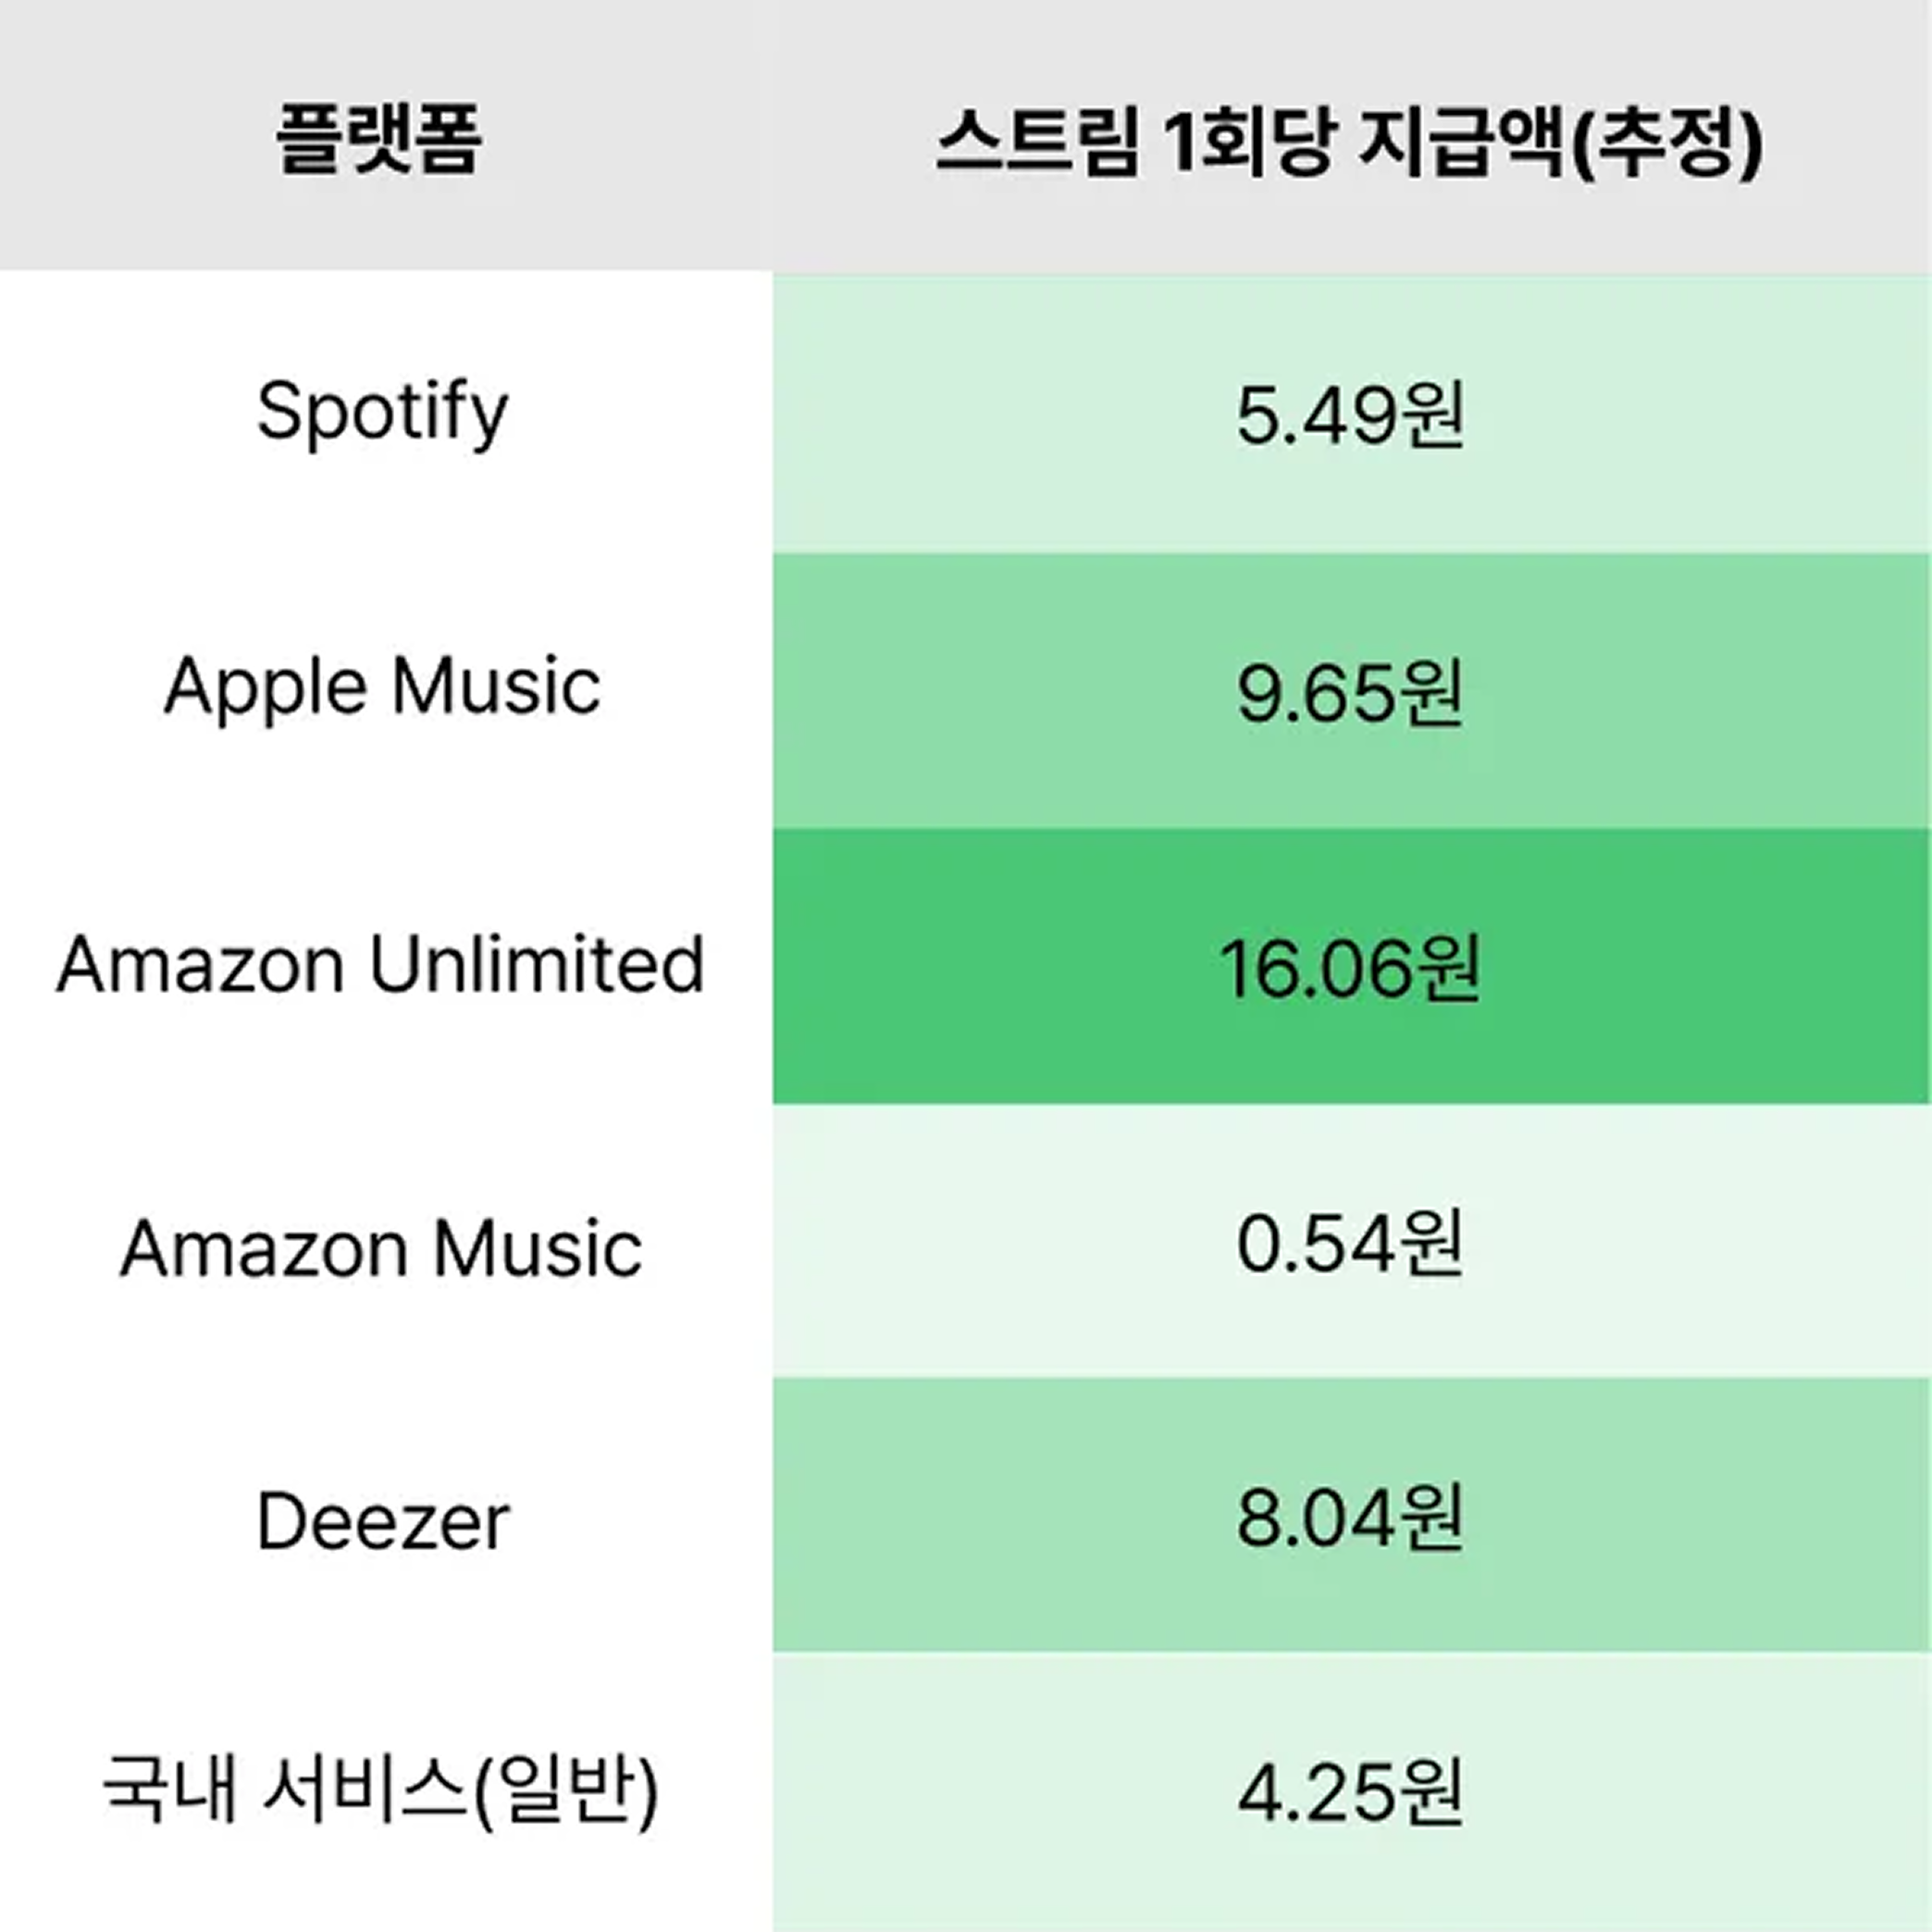 플랫폼 스트림 1회당 지급액(추정)
Spotify 5.49원
Apple Music 9.65원
Amazon Unlimited 16.06원
Amazon Music 0.54원
Deezer 8.04원
국내 서비스(일반) 4.25원